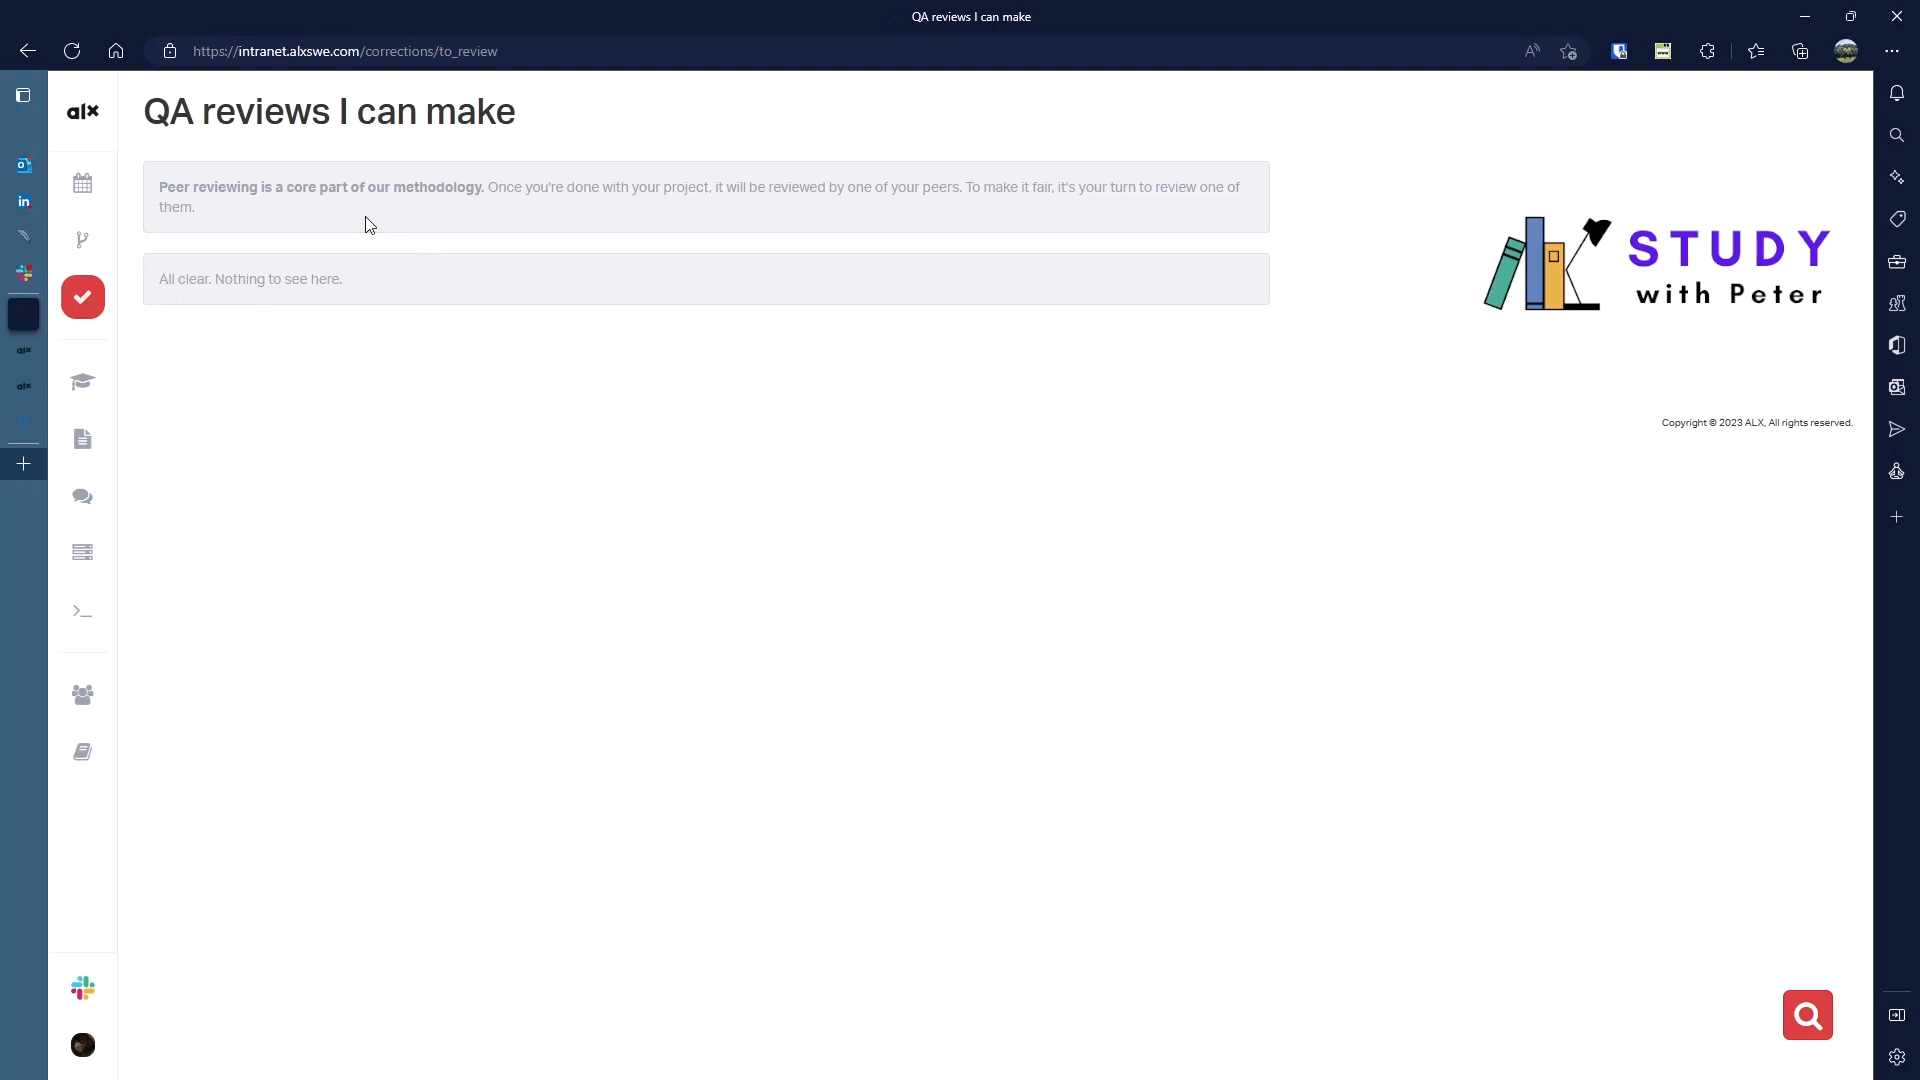 QA reviews I can make
https://intranet.alxswe.com/corrections/to_review
alx
QA reviews I can make
Peer reviewing is a core part of our methodology. Once you're done with your project, it will be reviewed by one of your peers. To make it fair, it's your turn to review one of
them.
All clear. Nothing to see here.
STUDY
with Peter
Copyright © 2023 ALX, All rights reserved.
in
alx
alx